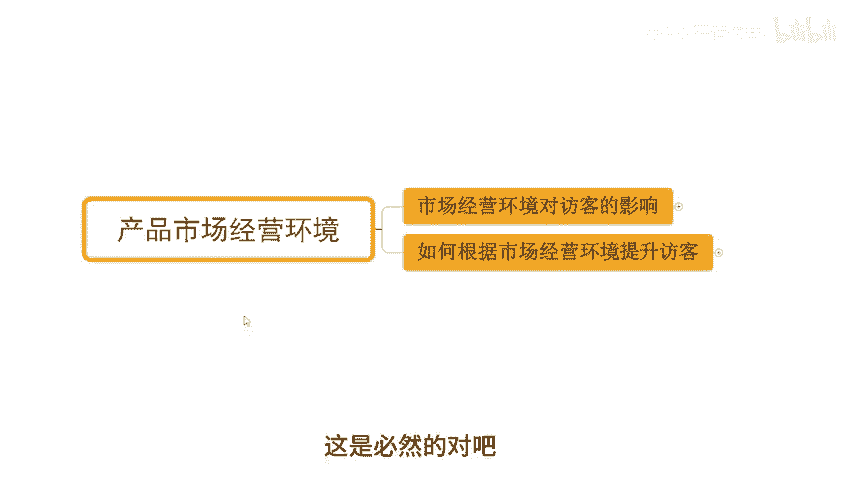 bilibili
产品市场经营环境
市场经营环境对访客的影响
如何根据市场经营环境提升访客
这是必然的对吧